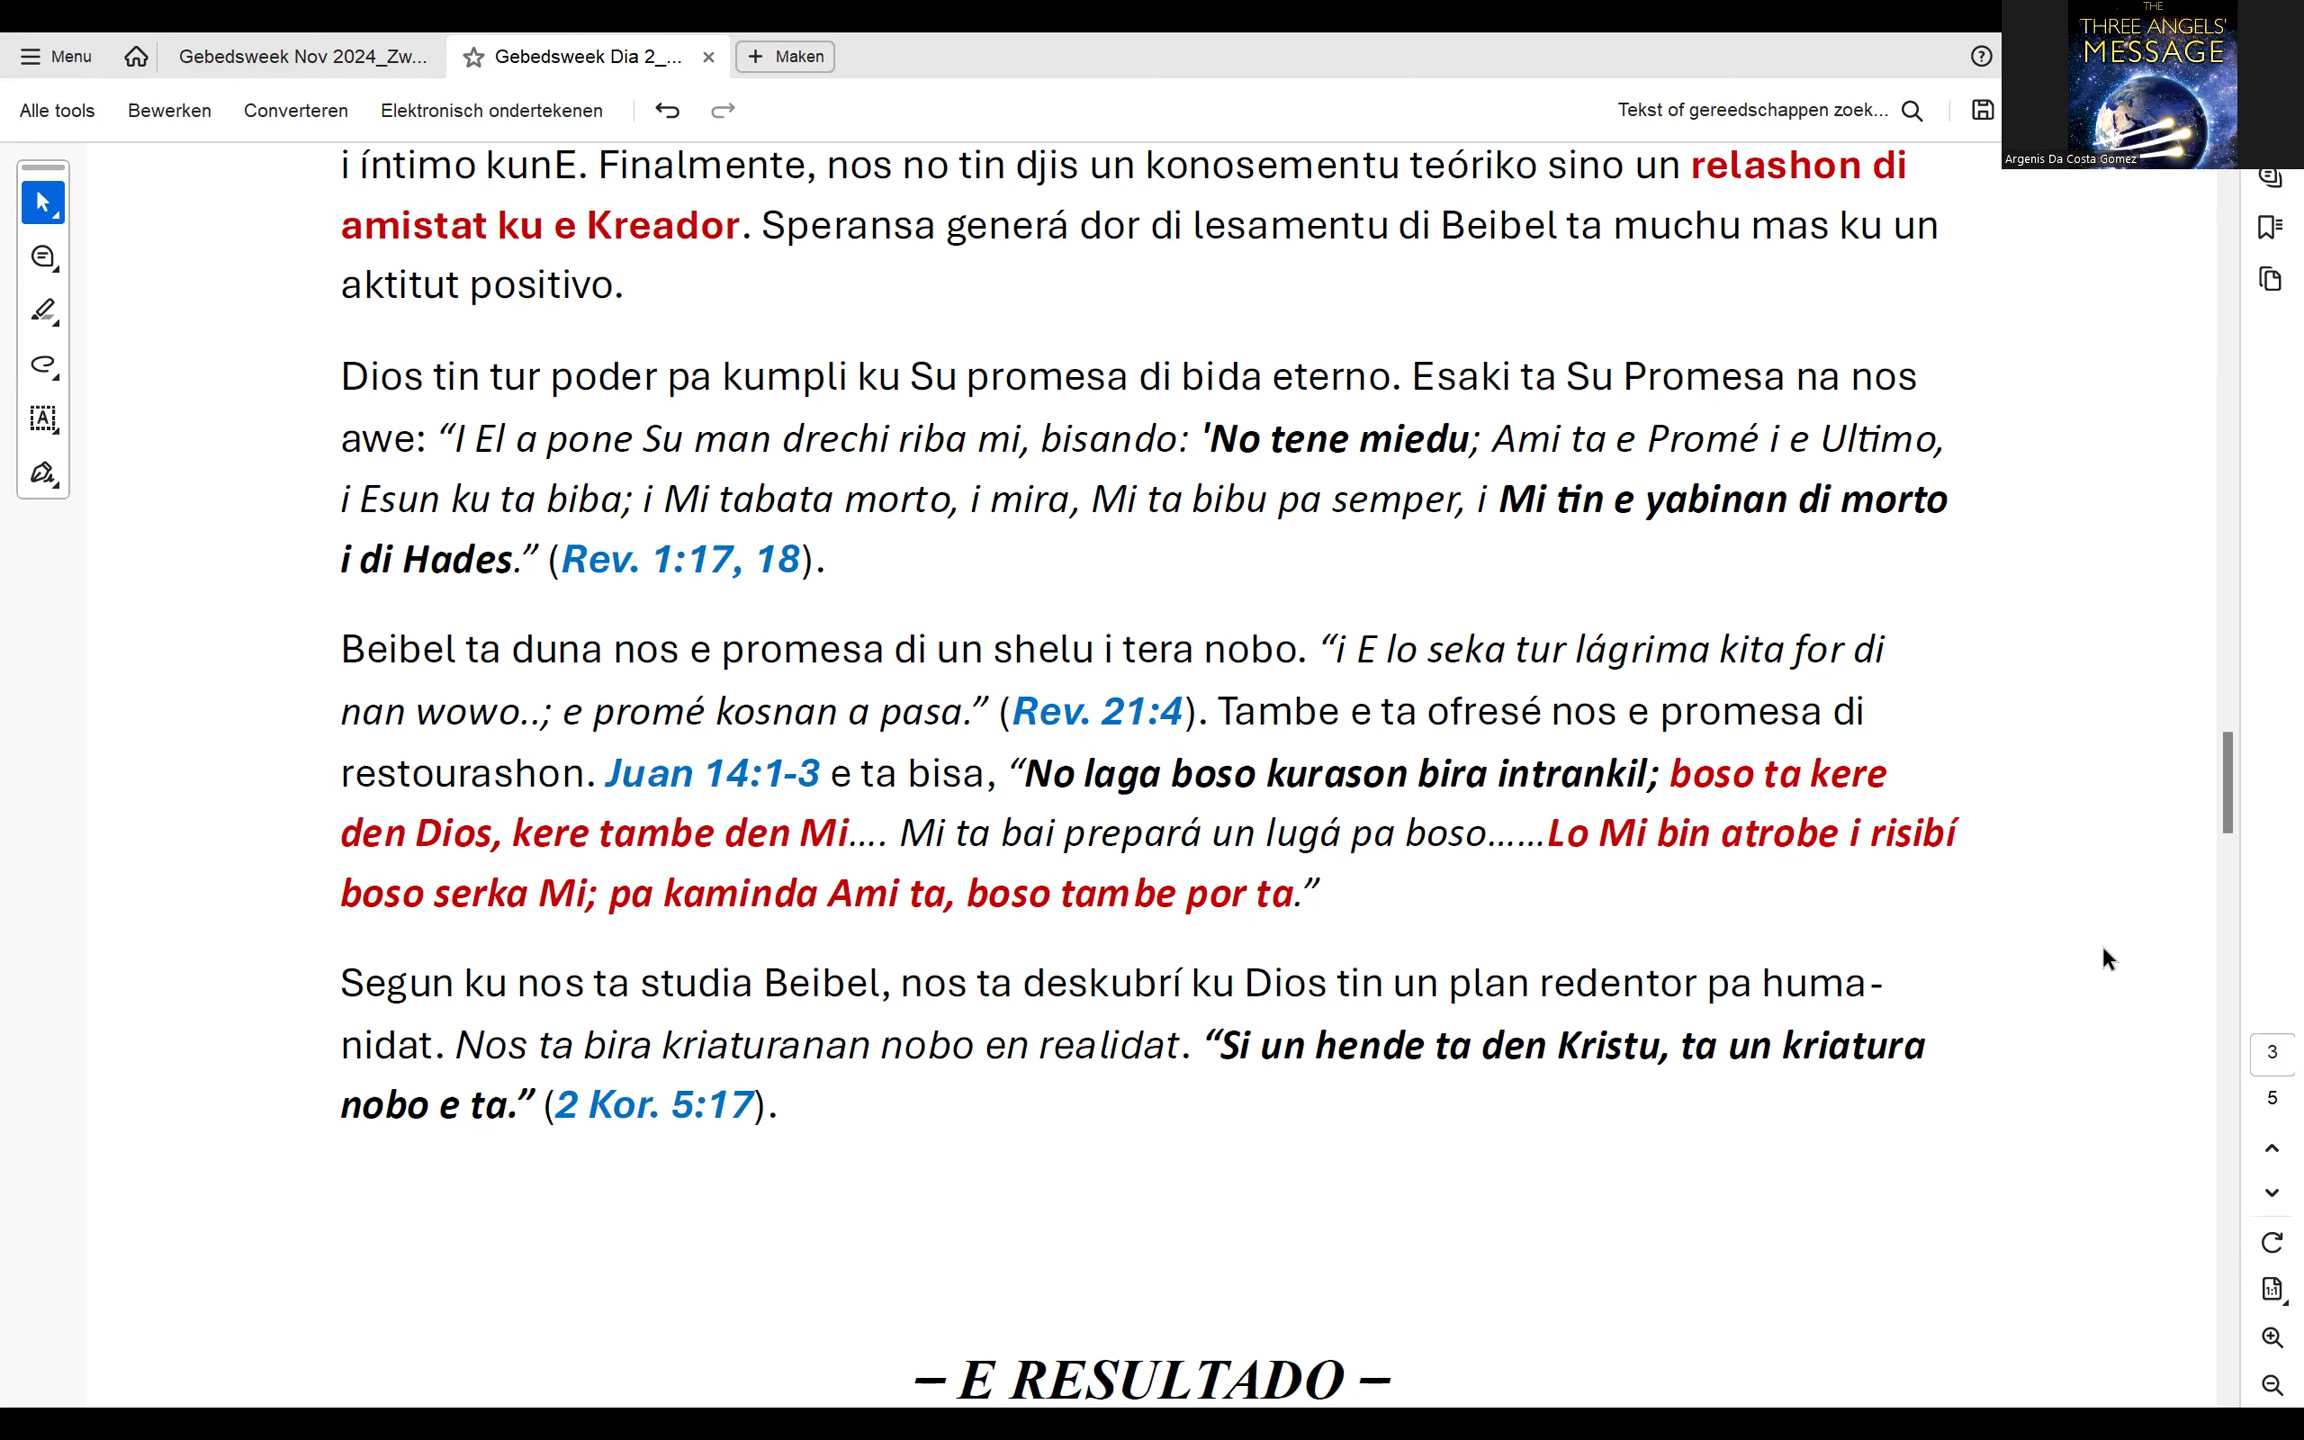 THE
THREE ANGELS'
MESSAGE
Argenis Da Costa Gomez
Menu
Gebedsweek Nov 2024_Zw...
Gebedsweek Dia 2_...
Maken
Alle tools
Bewerken
Converteren
Elektronisch ondertekenen
Tekst of gereedschappen zoek...
i íntimo kunE. Finalmente, nos no tin djis un konosementu teóriko sino un relashon di
amistat ku e Kreador. Speransa generá dor di lesamentu di Beibel ta muchu mas ku un
aktitut positivo.
Dios tin tur poder pa kumpli ku Su promesa di bida eterno. Esaki ta Su Promesa na nos
awe: “I El a pone Su man drechi riba mi, bisando: 'No tene miedu; Ami ta e Promé i e Ultimo,
i Esun ku ta biba; i Mi tabata morto, i mira, Mi ta bibu pa semper, i Mi tin e yabinan di morto
i di Hades.” (Rev. 1:17, 18).
Beibel ta duna nos e promesa di un shelu i tera nobo. “i E lo seka tur lágrima kita for di
nan wowo..; e promé kosnan a pasa.” (Rev. 21:4). Tambe e ta ofresé nos e promesa di
restourashon. Juan 14:1-3 e ta bisa, “No laga boso kurason bira intrankil; boso ta kere
den Dios, kere tambe den Mi.... Mi ta bai prepará un lugá pa boso......Lo Mi bin atrobe i risibí
boso serka Mi; pa kaminda Ami ta, boso tambe por ta.”
Segun ku nos ta studia Beibel, nos ta deskubrí ku Dios tin un plan redentor pa huma-
nidat. Nos ta bira kriaturanan nobo en realidat. “Si un hende ta den Kristu, ta un kriatura
nobo e ta.” (2 Kor. 5:17).
– E RESULTADO –
3
5